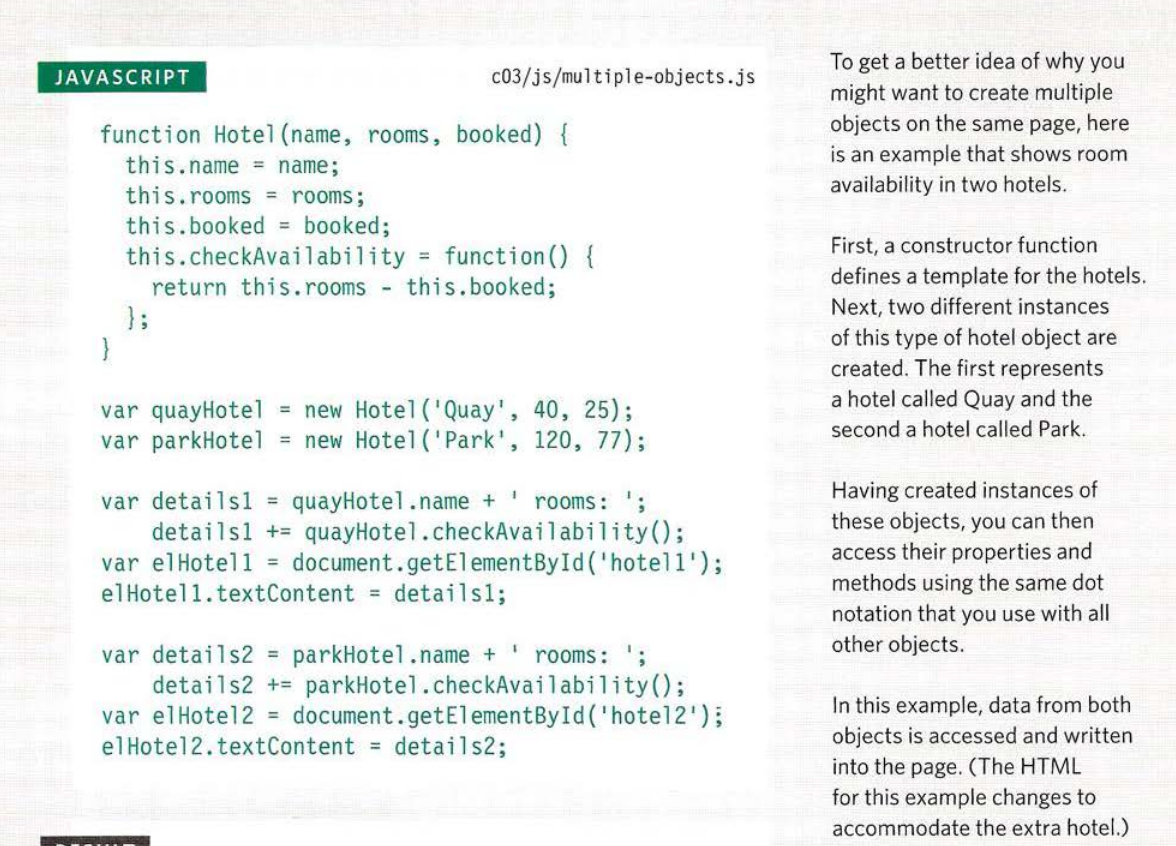 JAVASCRIPT
c03/js/multiple-objects.js
function Hotel(name, rooms, booked) {
this.name = name;
this.rooms = rooms;
this.booked = booked;
this.checkAvailability = function() {
return this.rooms - this.booked;
};
}
var quayHotel = new Hotel('Quay', 40, 25);
var parkHotel = new Hotel('Park', 120, 77);
var details1 = quayHotel.name + ' rooms: ';
details1 += quayHotel.checkAvailability();
var elHotel1 = document.getElementById('hotel1');
elHotel1.textContent = details1;
var details2 = parkHotel.name + ' rooms: ';
details2 += parkHotel.checkAvailability();
var elHotel2 = document.getElementById('hotel2');
elHotel2.textContent = details2;
To get a better idea of why you
might want to create multiple
objects on the same page, here
is an example that shows room
availability in two hotels.
First, a constructor function
defines a template for the hotels.
Next, two different instances
of this type of hotel object are
created. The first represents
a hotel called Quay and the
second a hotel called Park.
Having created instances of
these objects, you can then
access their properties and
methods using the same dot
notation that you use with all
other objects.
In this example, data from both
objects is accessed and written
into the page. (The HTML
for this example changes to
accommodate the extra hotel.)